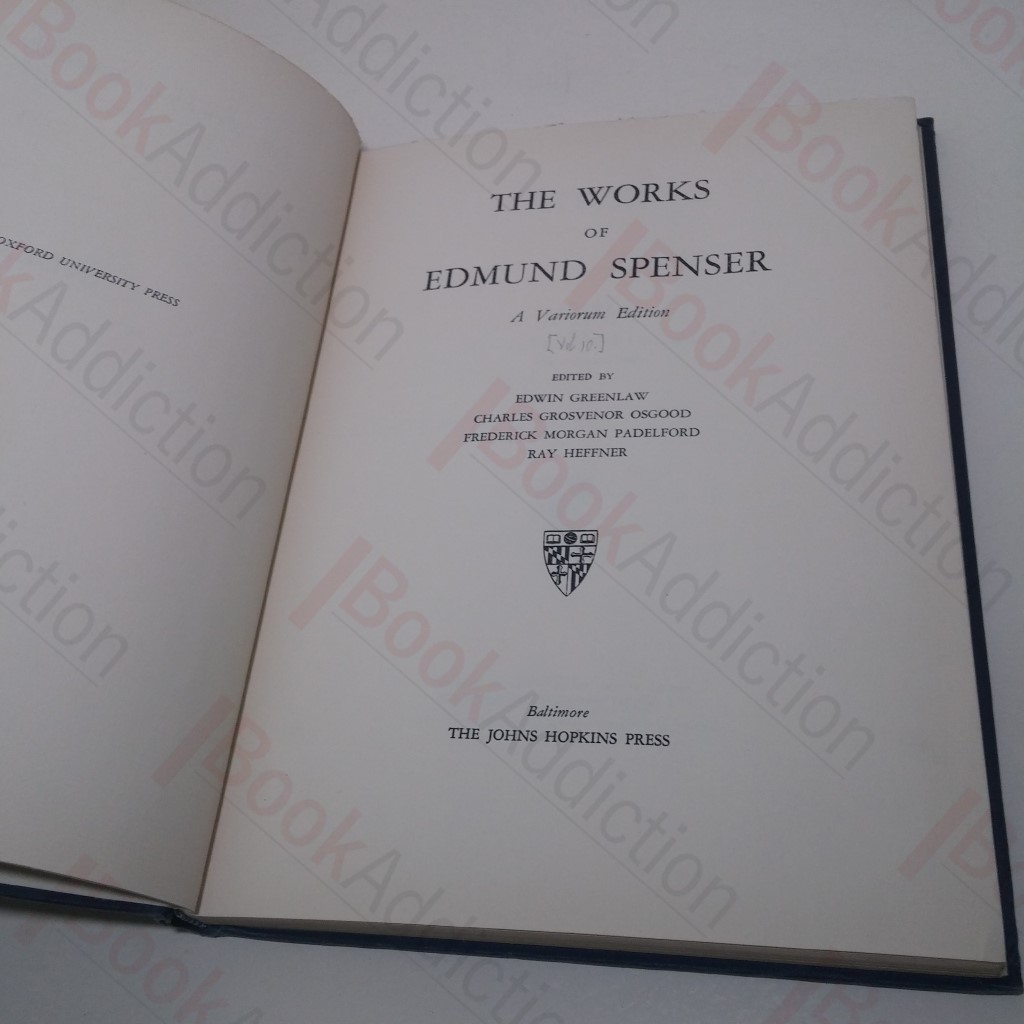 OXFORD UNIVERSITY PRESS
THE WORKS
OF
EDMUND SPENSER
A Variorum Edition
EDITED BY
EDWIN GREENLAW
CHARLES GROSVENOR OSGOOD
FREDERICK MORGAN PADELFORD
RAY HEFFNER
Baltimore
THE JOHNS HOPKINS PRESS
BookAddiction